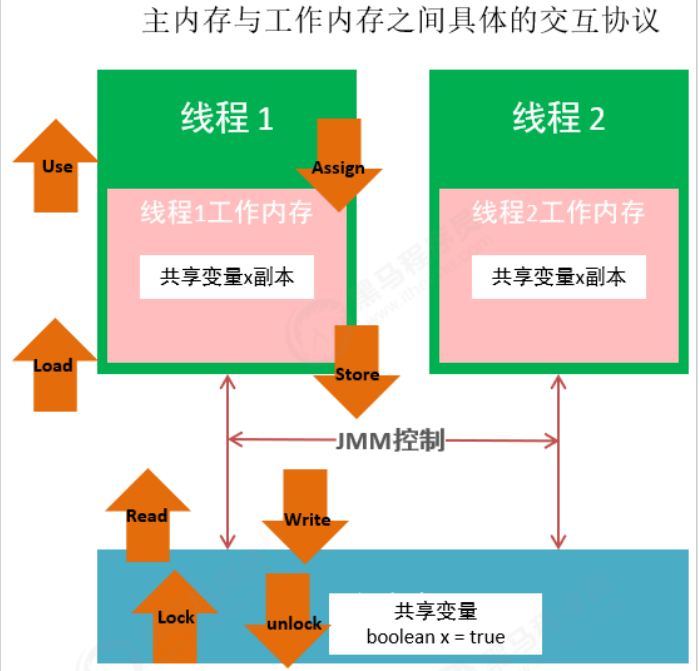 主内存与工作内存之间具体的交互协议
线程 1
线程 2
Use
Assign
线程1工作内存
线程2工作内存
共享变量x副本
共享变量x副本
Load
Store
JMM控制
Read
Write
Lock
unlock
共享变量
boolean x = true